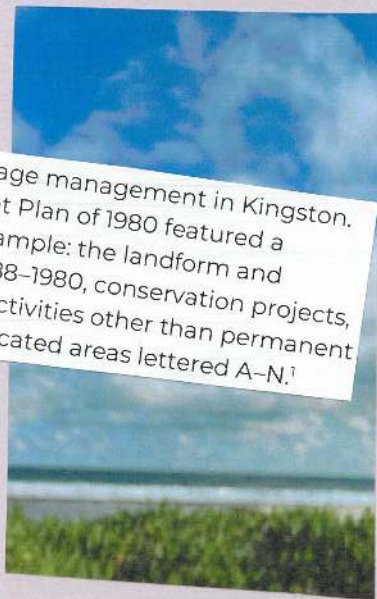 age management in Kingston.
t Plan of 1980 featured a
ample: the landform and
88–1980, conservation projects,
ctivities other than permanent
cated areas lettered A–N.¹